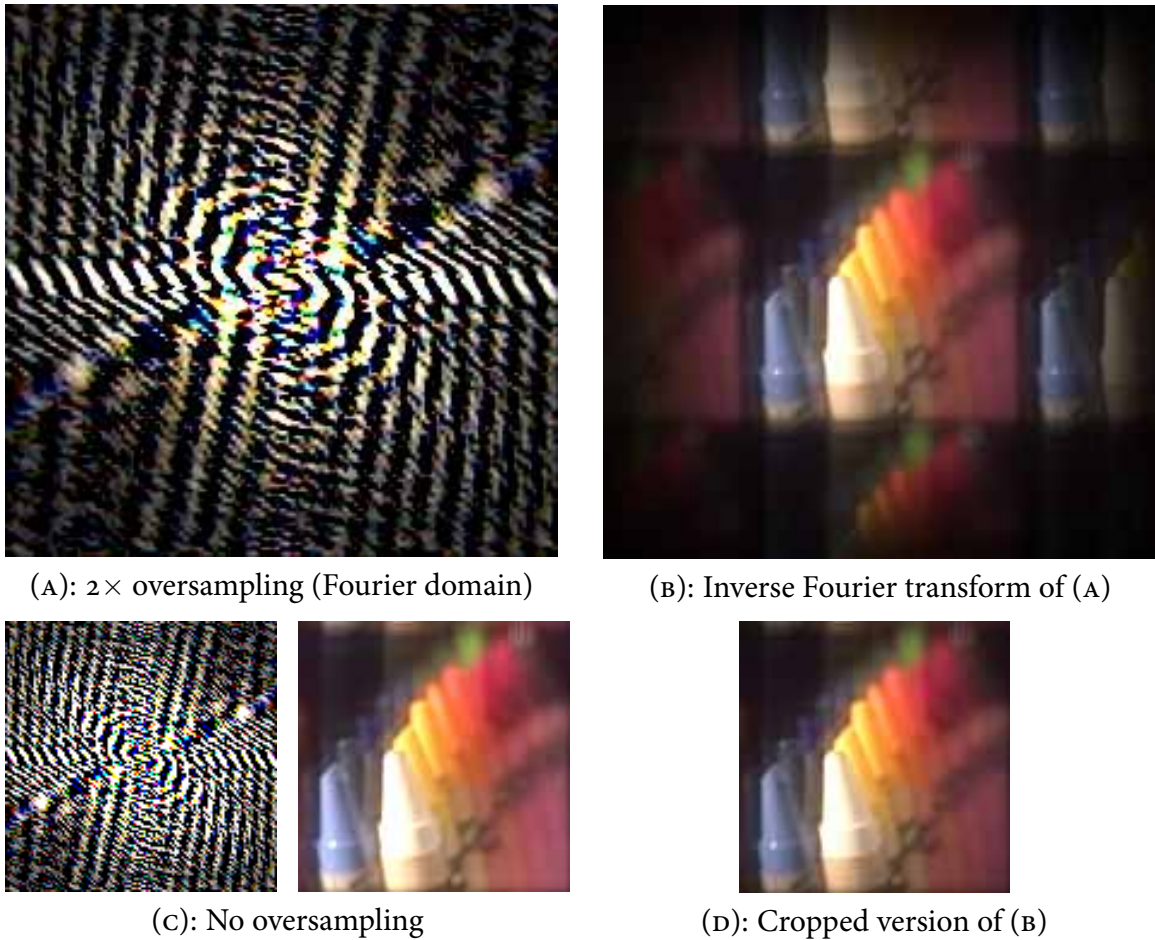 (A): 2× oversampling (Fourier domain)
(B): Inverse Fourier transform of (A)
(C): No oversampling
(D): Cropped version of (B)